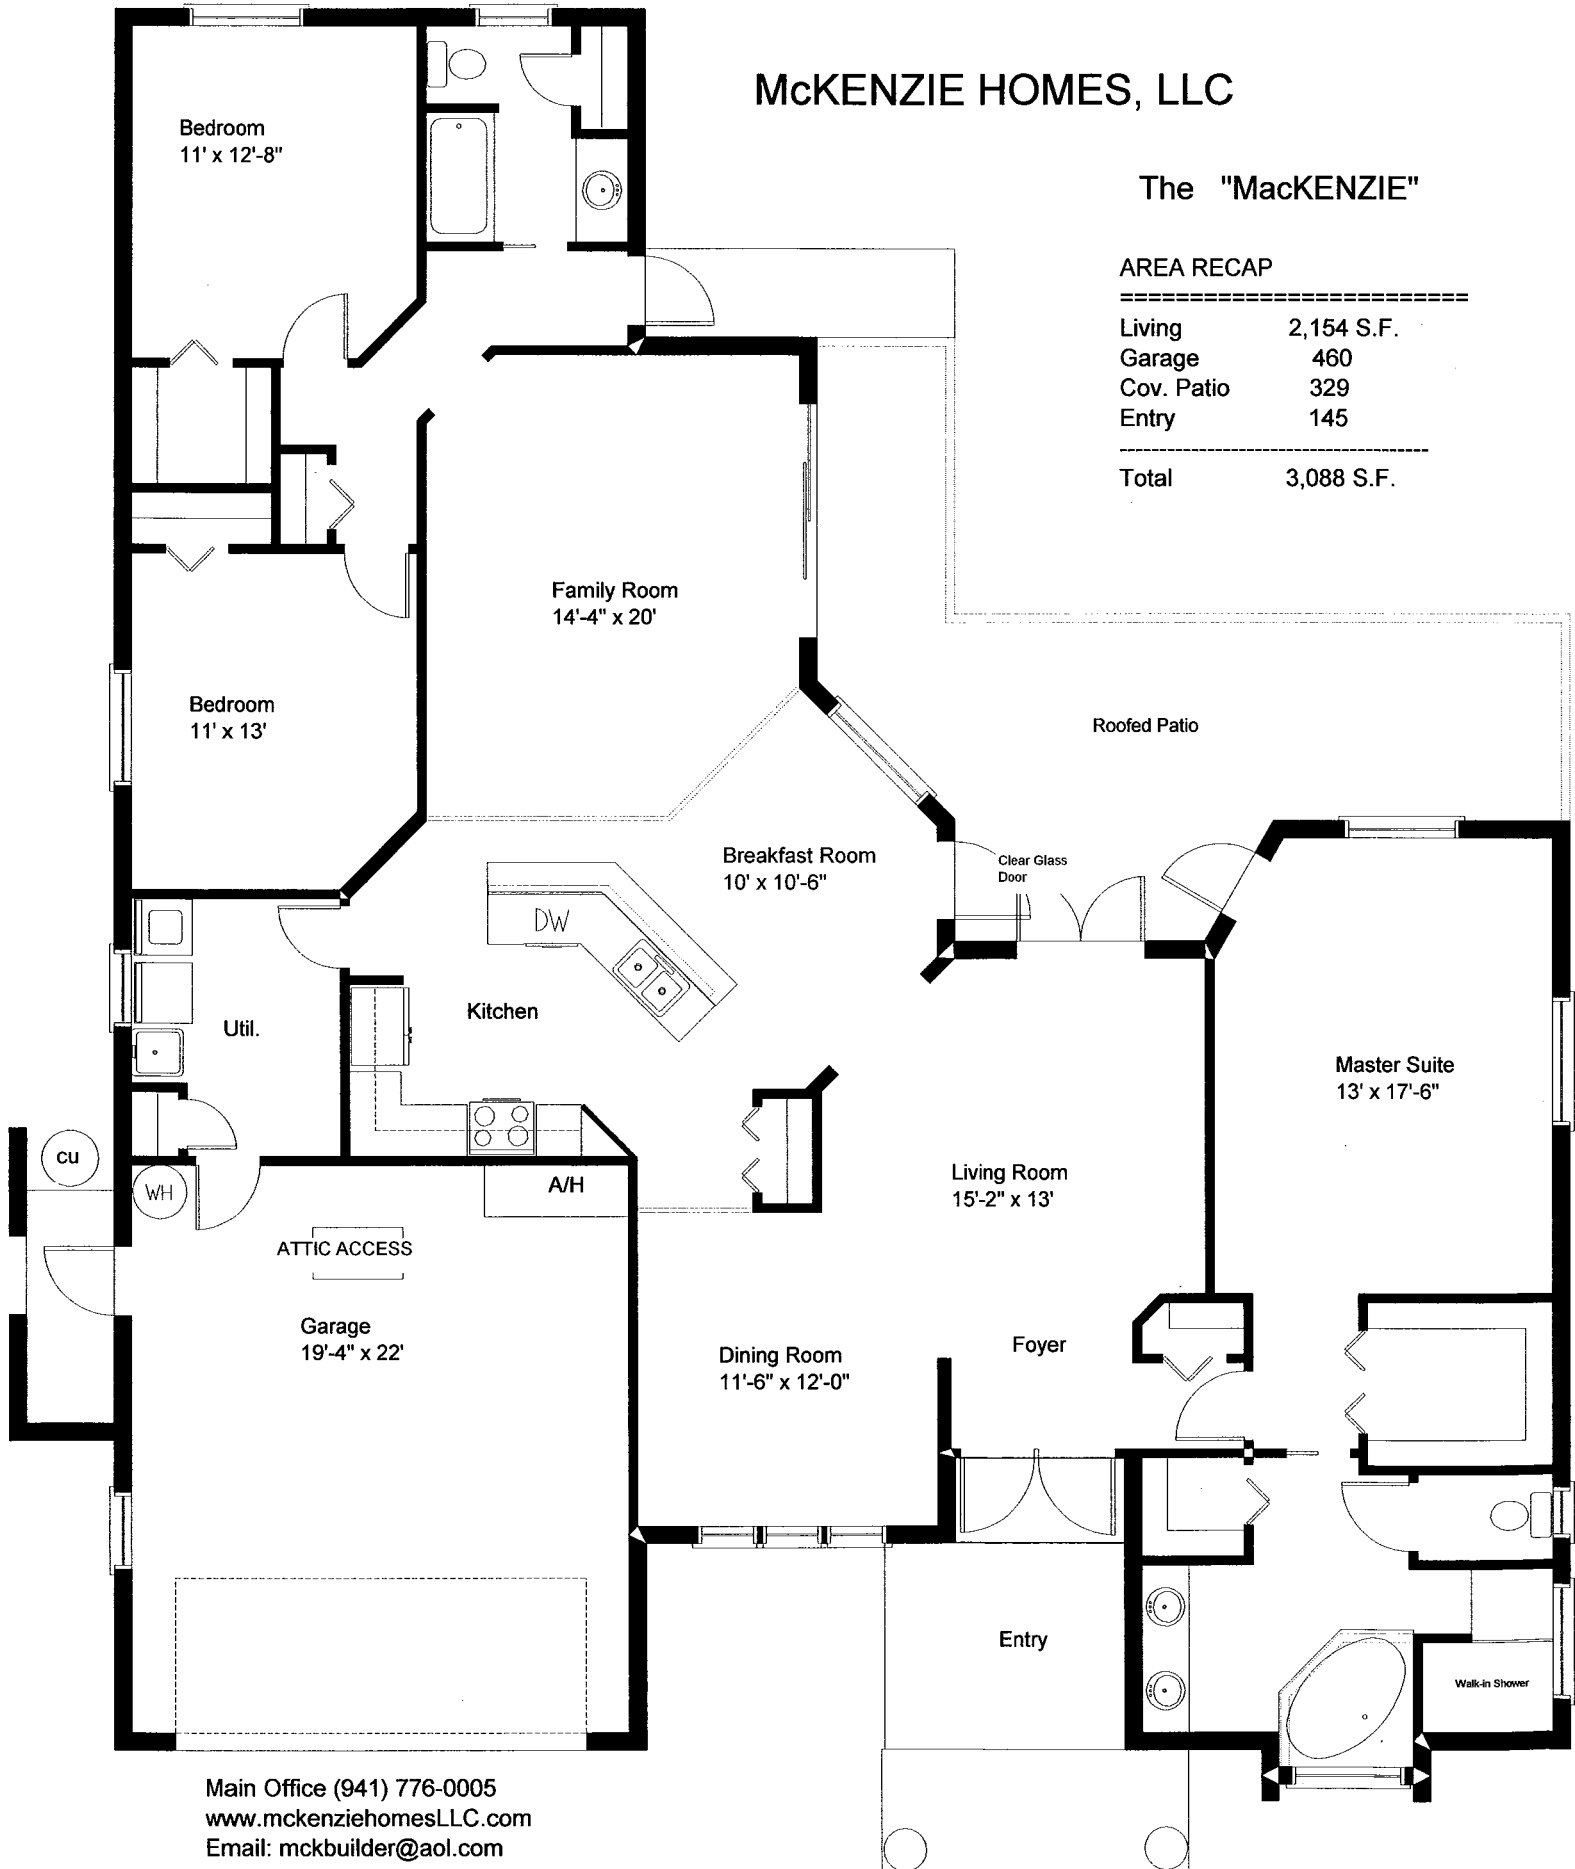 McKENZIE HOMES, LLC
The "MacKENZIE"
AREA RECAP
===========================
Living 2,154 S.F.
Garage 460
Cov. Patio 329
Entry 145
----------------------------------------
Total 3,088 S.F.
Bedroom
11' x 12'-8"
Family Room
14'-4" x 20'
Bedroom
11' x 13'
Roofed Patio
Breakfast Room
10' x 10'-6"
Clear Glass
Door
DW
Kitchen
Util.
Master Suite
13' x 17'-6"
cu
WH
A/H
Living Room
15'-2" x 13'
ATTIC ACCESS
Garage
19'-4" x 22'
Dining Room
11'-6" x 12'-0"
Foyer
Entry
Walk-in Shower
Main Office (941) 776-0005
www.mckenziehomesLLC.com
Email: mckbuilder@aol.com